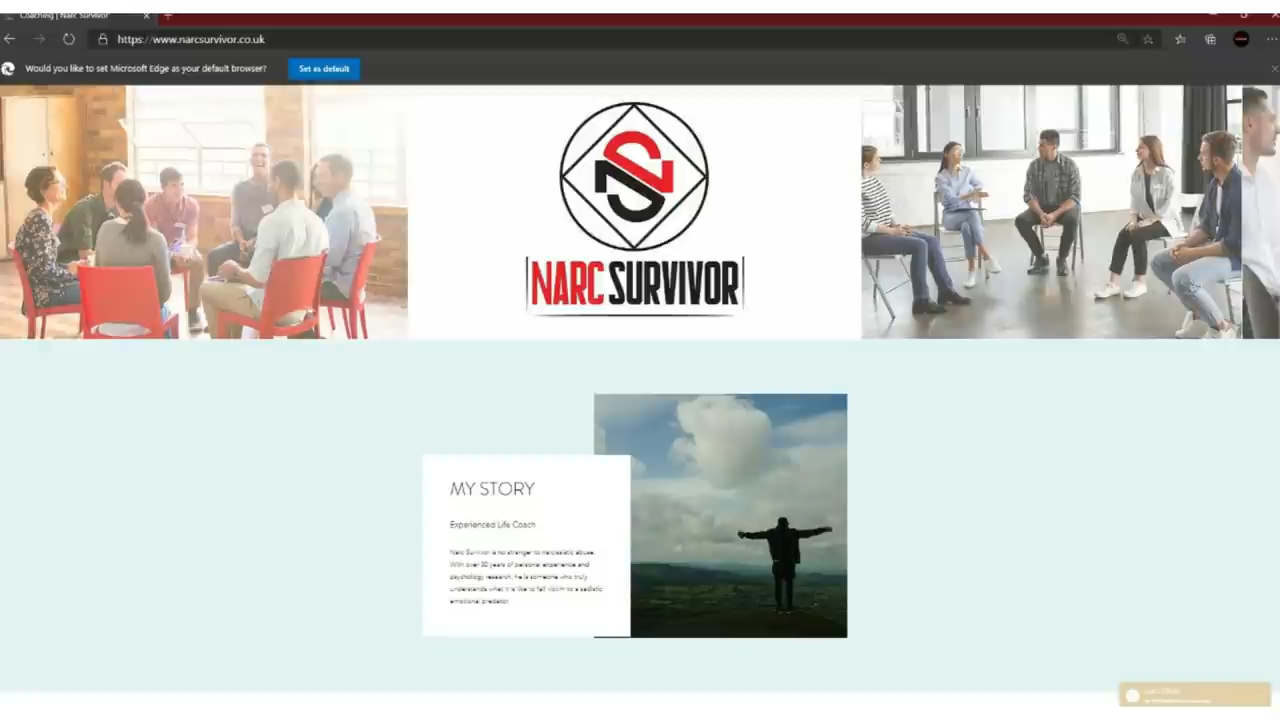 Coaching | Narc Survivor
https://www.narcsurvivor.co.uk
Would you like to set Microsoft Edge as your default browser?
Set as default
NS
NARC SURVIVOR
MY STORY
Experienced Life Coach
Narc Survivor is no stranger to narcissistic abuse.
With over 30 years of personal experience and
psychology research, he is someone who truly
understands what it is like to fall victim to a sadistic
emotional predator